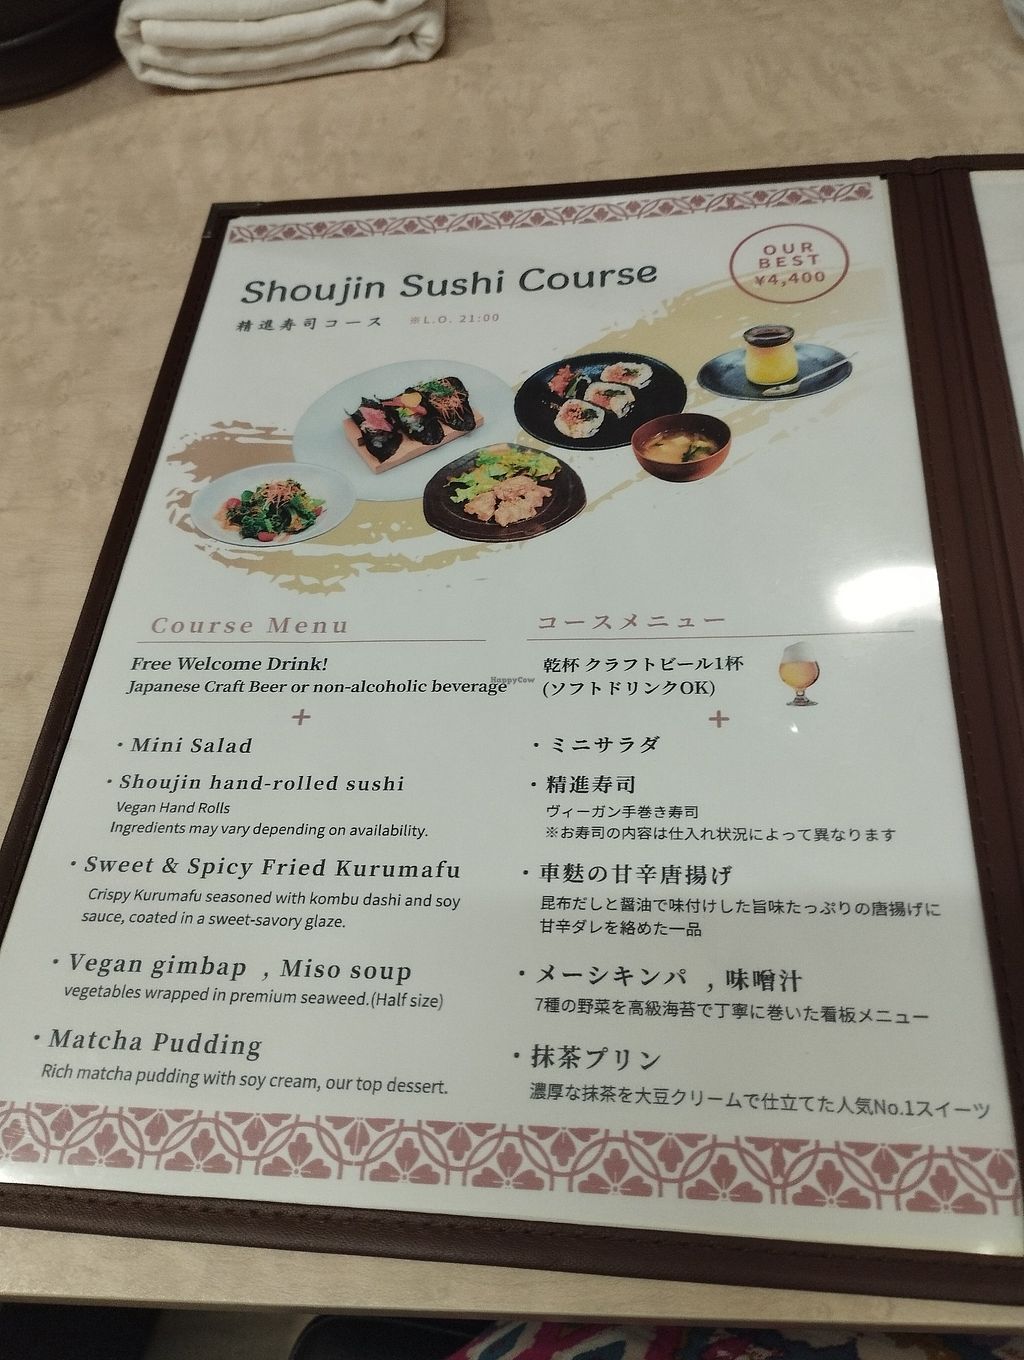 OUR
BEST
¥4,400
Shoujin Sushi Course
精進寿司コース ※L.O. 21:00
Course Menu
Free Welcome Drink!
Japanese Craft Beer or non-alcoholic beverage
+
・Mini Salad
・Shoujin hand-rolled sushi
Vegan Hand Rolls
Ingredients may vary depending on availability.
・Sweet & Spicy Fried Kurumafu
Crispy Kurumafu seasoned with kombu dashi and soy
sauce, coated in a sweet-savory glaze.
・Vegan gimbap , Miso soup
vegetables wrapped in premium seaweed.(Half size)
・Matcha Pudding
Rich matcha pudding with soy cream, our top dessert.
コースメニュー
乾杯 クラフトビール1杯
(ソフトドリンクOK)
+
・ミニサラダ
・精進寿司
ヴィーガン手巻き寿司
※お寿司の内容は仕入れ状況によって異なります
・車麩の甘辛唐揚げ
昆布だしと醤油で味付けした旨味たっぷりの唐揚げに
甘辛ダレを絡めた一品
・メーシキンパ , 味噌汁
7種の野菜を高級海苔で丁寧に巻いた看板メニュー
・抹茶プリン
濃厚な抹茶を大豆クリームで仕立てた人気No.1スイーツ
HappyCow